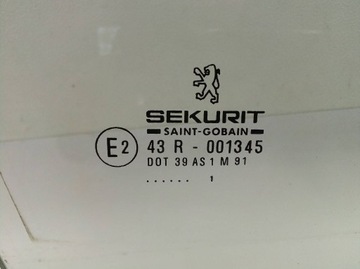 SEKURIT
SAINT-GOBAIN
E2 43 R - 001345
DOT 39 AS 1 M 91
...... 1